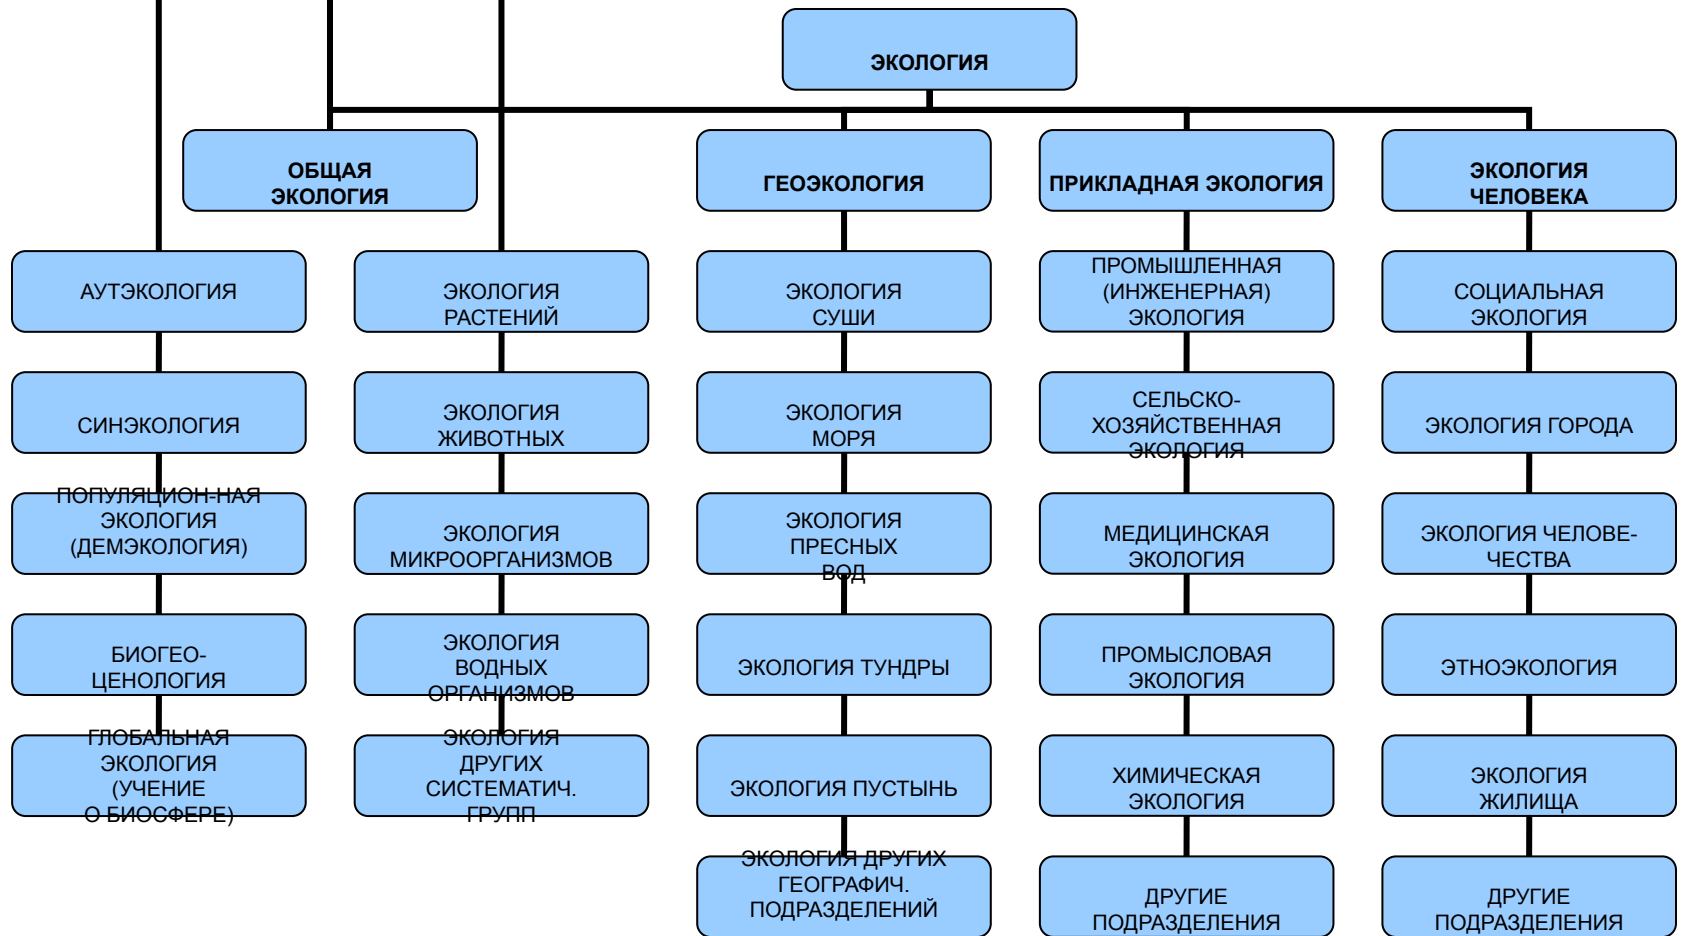 ЭКОЛОГИЯ
ОБЩАЯ
ЭКОЛОГИЯ
ГЕОЭКОЛОГИЯ
ПРИКЛАДНАЯ ЭКОЛОГИЯ
ЭКОЛОГИЯ
ЧЕЛОВЕКА
АУТЭКОЛОГИЯ
ЭКОЛОГИЯ
РАСТЕНИЙ
ЭКОЛОГИЯ
СУШИ
ПРОМЫШЛЕННАЯ
(ИНЖЕНЕРНАЯ)
ЭКОЛОГИЯ
СОЦИАЛЬНАЯ
ЭКОЛОГИЯ
СИНЭКОЛОГИЯ
ЭКОЛОГИЯ
ЖИВОТНЫХ
ЭКОЛОГИЯ
МОРЯ
СЕЛЬСКО-
ХОЗЯЙСТВЕННАЯ
ЭКОЛОГИЯ
ЭКОЛОГИЯ ГОРОДА
ПОПУЛЯЦИОН-НАЯ
ЭКОЛОГИЯ
(ДЕМЭКОЛОГИЯ)
ЭКОЛОГИЯ
МИКРООРГАНИЗМОВ
ЭКОЛОГИЯ
ПРЕСНЫХ
ВОД
МЕДИЦИНСКАЯ
ЭКОЛОГИЯ
ЭКОЛОГИЯ ЧЕЛОВЕ-
ЧЕСТВА
БИОГЕО-
ЦЕНОЛОГИЯ
ЭКОЛОГИЯ
ВОДНЫХ
ОРГАНИЗМОВ
ЭКОЛОГИЯ ТУНДРЫ
ПРОМЫСЛОВАЯ
ЭКОЛОГИЯ
ЭТНОЭКОЛОГИЯ
ГЛОБАЛЬНАЯ
ЭКОЛОГИЯ
(УЧЕНИЕ
О БИОСФЕРЕ)
ЭКОЛОГИЯ
ДРУГИХ
СИСТЕМАТИЧ.
ГРУПП
ЭКОЛОГИЯ ПУСТЫНЬ
ХИМИЧЕСКАЯ
ЭКОЛОГИЯ
ЭКОЛОГИЯ
ЖИЛИЩА
ЭКОЛОГИЯ ДРУГИХ
ГЕОГРАФИЧ.
ПОДРАЗДЕЛЕНИЙ
ДРУГИЕ
ПОДРАЗДЕЛЕНИЯ
ДРУГИЕ
ПОДРАЗДЕЛЕНИЯ